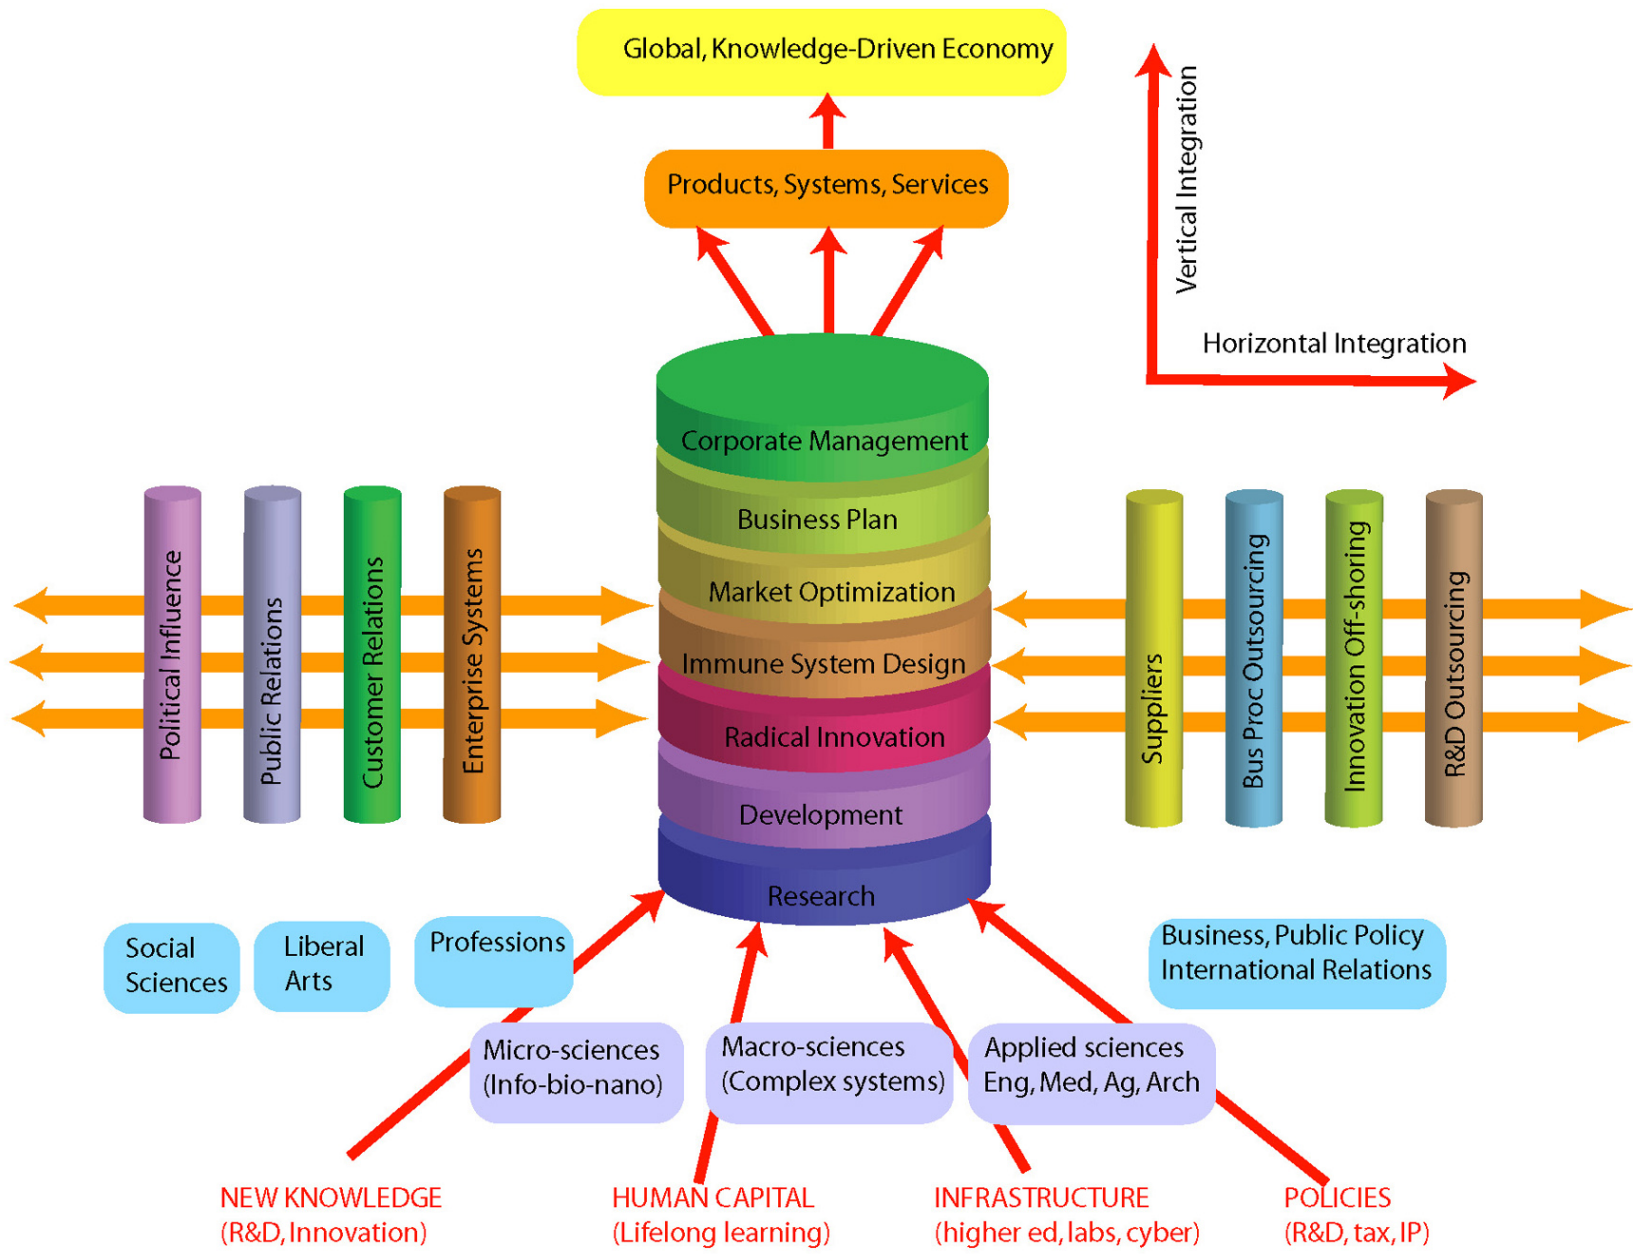 Global, Knowledge-Driven Economy
Products, Systems, Services
Vertical Integration
Horizontal Integration
Corporate Management
Business Plan
Market Optimization
Immune System Design
Radical Innovation
Development
Research
Political Influence
Public Relations
Customer Relations
Enterprise Systems
Suppliers
Bus Proc Outsourcing
Innovation Off-shoring
R&D Outsourcing
Social
Sciences
Liberal
Arts
Professions
Business, Public Policy
International Relations
Micro-sciences
(Info-bio-nano)
Macro-sciences
(Complex systems)
Applied sciences
Eng, Med, Ag, Arch
NEW KNOWLEDGE
(R&D, Innovation)
HUMAN CAPITAL
(Lifelong learning)
INFRASTRUCTURE
(higher ed, labs, cyber)
POLICIES
(R&D, tax, IP)